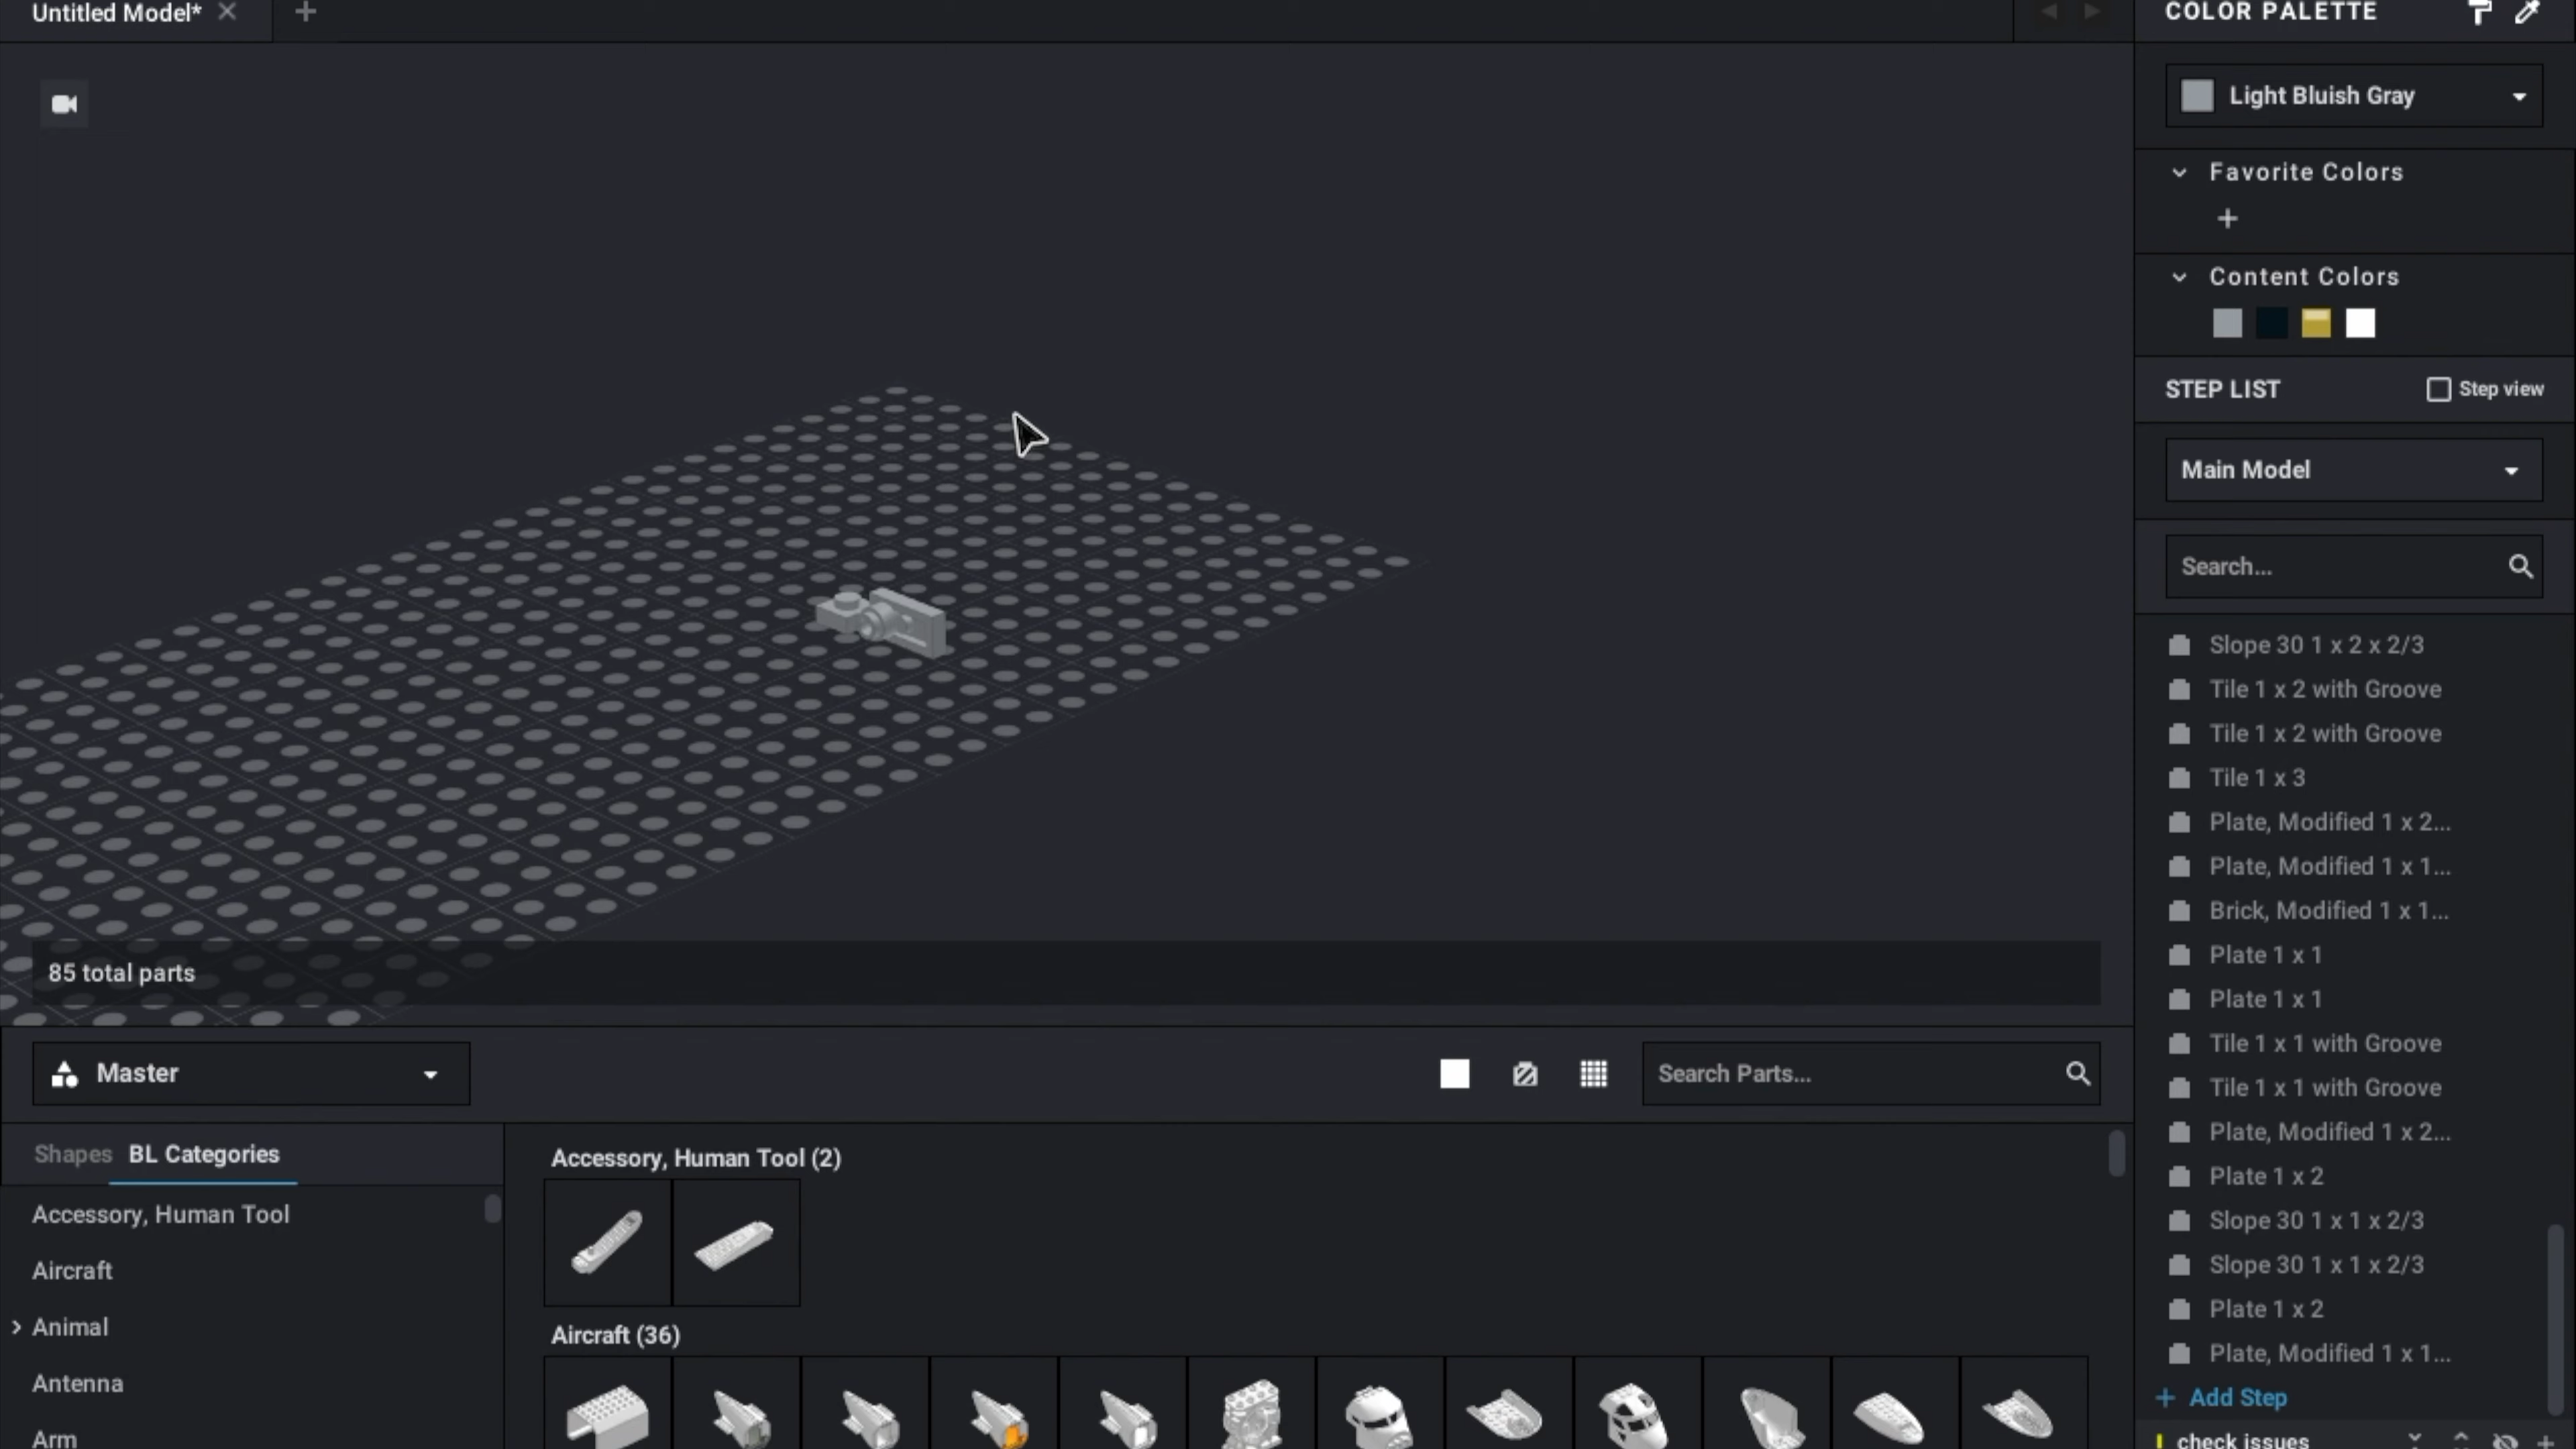 Untitled Model*
COLOR PALETTE
Light Bluish Gray
Favorite Colors
Content Colors
STEP LIST
Step view
Main Model
Search...
Slope 30 1 x 2 x 2/3
Tile 1 x 2 with Groove
Tile 1 x 2 with Groove
Tile 1 x 3
Plate, Modified 1 x 2...
Plate, Modified 1 x 1...
Brick, Modified 1 x 1...
Plate 1 x 1
Plate 1 x 1
Tile 1 x 1 with Groove
Tile 1 x 1 with Groove
Plate, Modified 1 x 2...
Plate 1 x 2
Slope 30 1 x 1 x 2/3
Slope 30 1 x 1 x 2/3
Plate 1 x 2
Plate, Modified 1 x 1...
Add Step
check issues
85 total parts
Master
Search Parts...
Shapes
BL Categories
Accessory, Human Tool
Aircraft
Animal
Antenna
Arm
Accessory, Human Tool (2)
Aircraft (36)